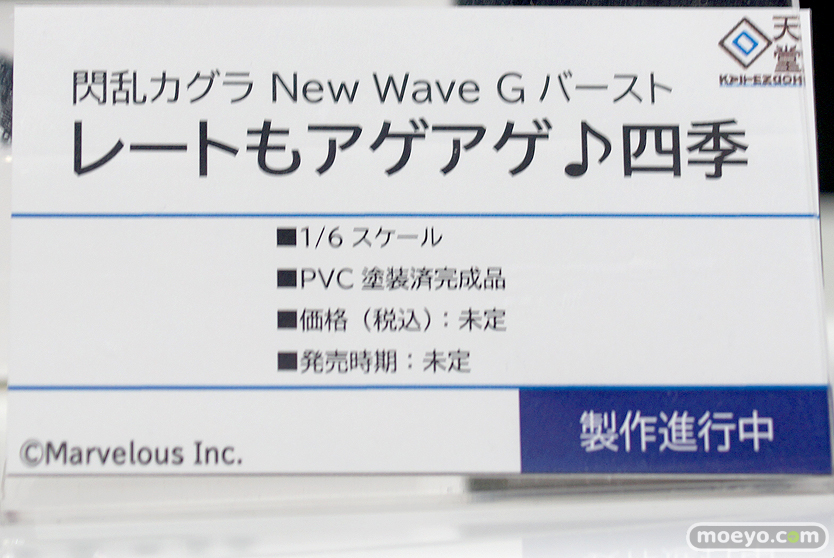 天
堂
閃乱カグラ New Wave G バースト
レートもアゲアゲ♪四季
■1/6 スケール
■PVC 塗装済完成品
■価格（税込）：未定
■発売時期：未定
©Marvelous Inc.
製作進行中
moeyo.com